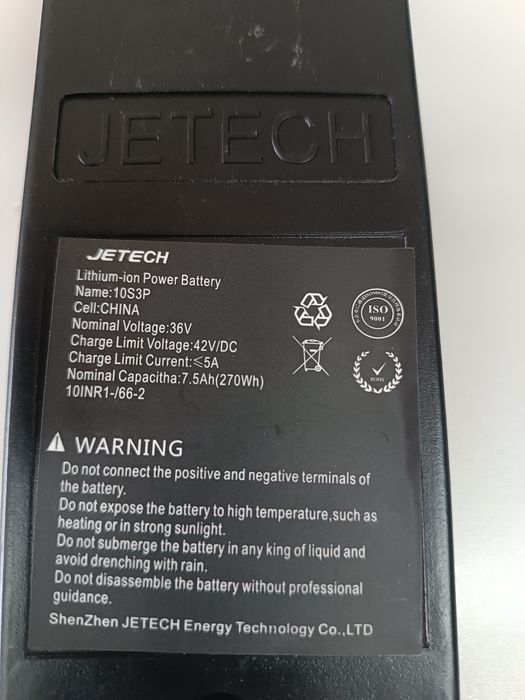 JETECH
JETECH
Lithium-ion Power Battery
Name:10S3P
Cell:CHINA
Nominal Voltage:36V
Charge Limit Voltage:42V/DC
Charge Limit Current:≤5A
Nominal Capacitha:7.5Ah(270Wh)
10INR1-/66-2
ISO
9001
ROHS
WARNING
Do not connect the positive and negative terminals of
the battery.
Do not expose the battery to high temperature,such as
heating or in strong sunlight.
Do not submerge the battery in any king of liquid and
avoid drenching with rain.
Do not disassemble the battery without professional
guidance.
ShenZhen JETECH Energy Technology Co.,LTD